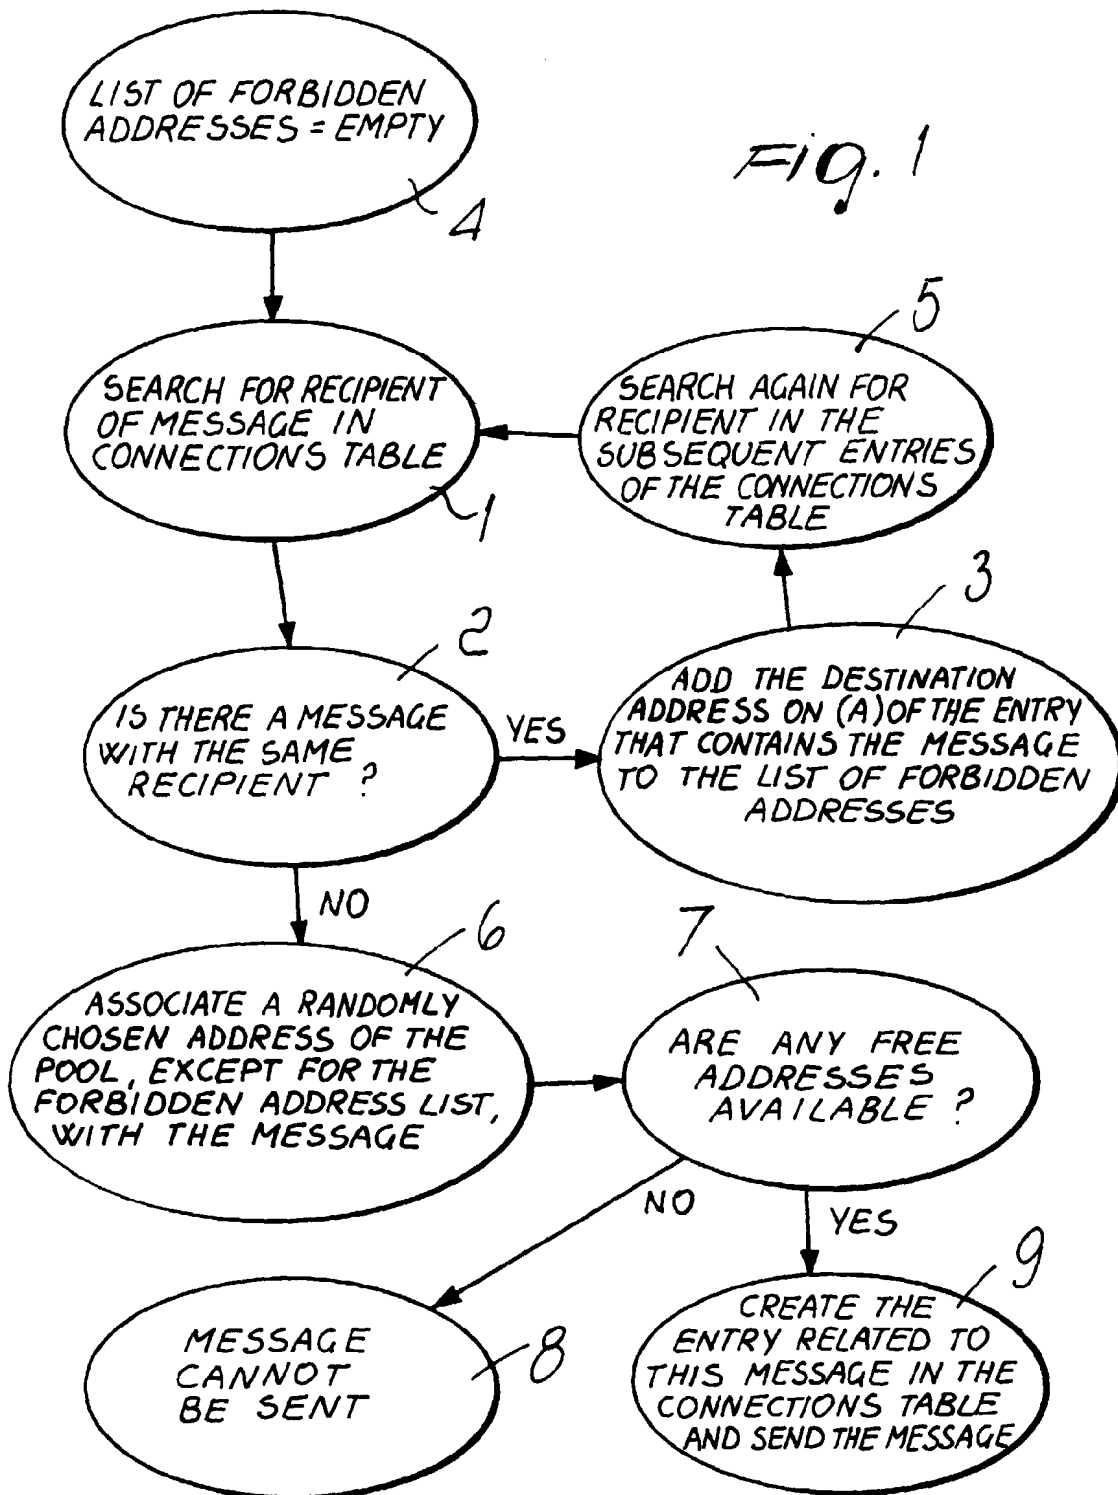 LIST OF FORBIDDEN
ADDRESSES = EMPTY
4
Fig. 1
SEARCH FOR RECIPIENT
OF MESSAGE IN
CONNECTIONS TABLE
1
5
SEARCH AGAIN FOR
RECIPIENT IN THE
SUBSEQUENT ENTRIES
OF THE CONNECTIONS
TABLE
2
IS THERE A MESSAGE
WITH THE SAME
RECIPIENT ?
YES
3
ADD THE DESTINATION
ADDRESS ON (A) OF THE ENTRY
THAT CONTAINS THE MESSAGE
TO THE LIST OF FORBIDDEN
ADDRESSES
NO
6
ASSOCIATE A RANDOMLY
CHOSEN ADDRESS OF THE
POOL, EXCEPT FOR THE
FORBIDDEN ADDRESS LIST,
WITH THE MESSAGE
7
ARE ANY FREE
ADDRESSES
AVAILABLE ?
NO
YES
MESSAGE
CANNOT
BE SENT
8
9
CREATE THE
ENTRY RELATED TO
THIS MESSAGE IN THE
CONNECTIONS TABLE
AND SEND THE MESSAGE